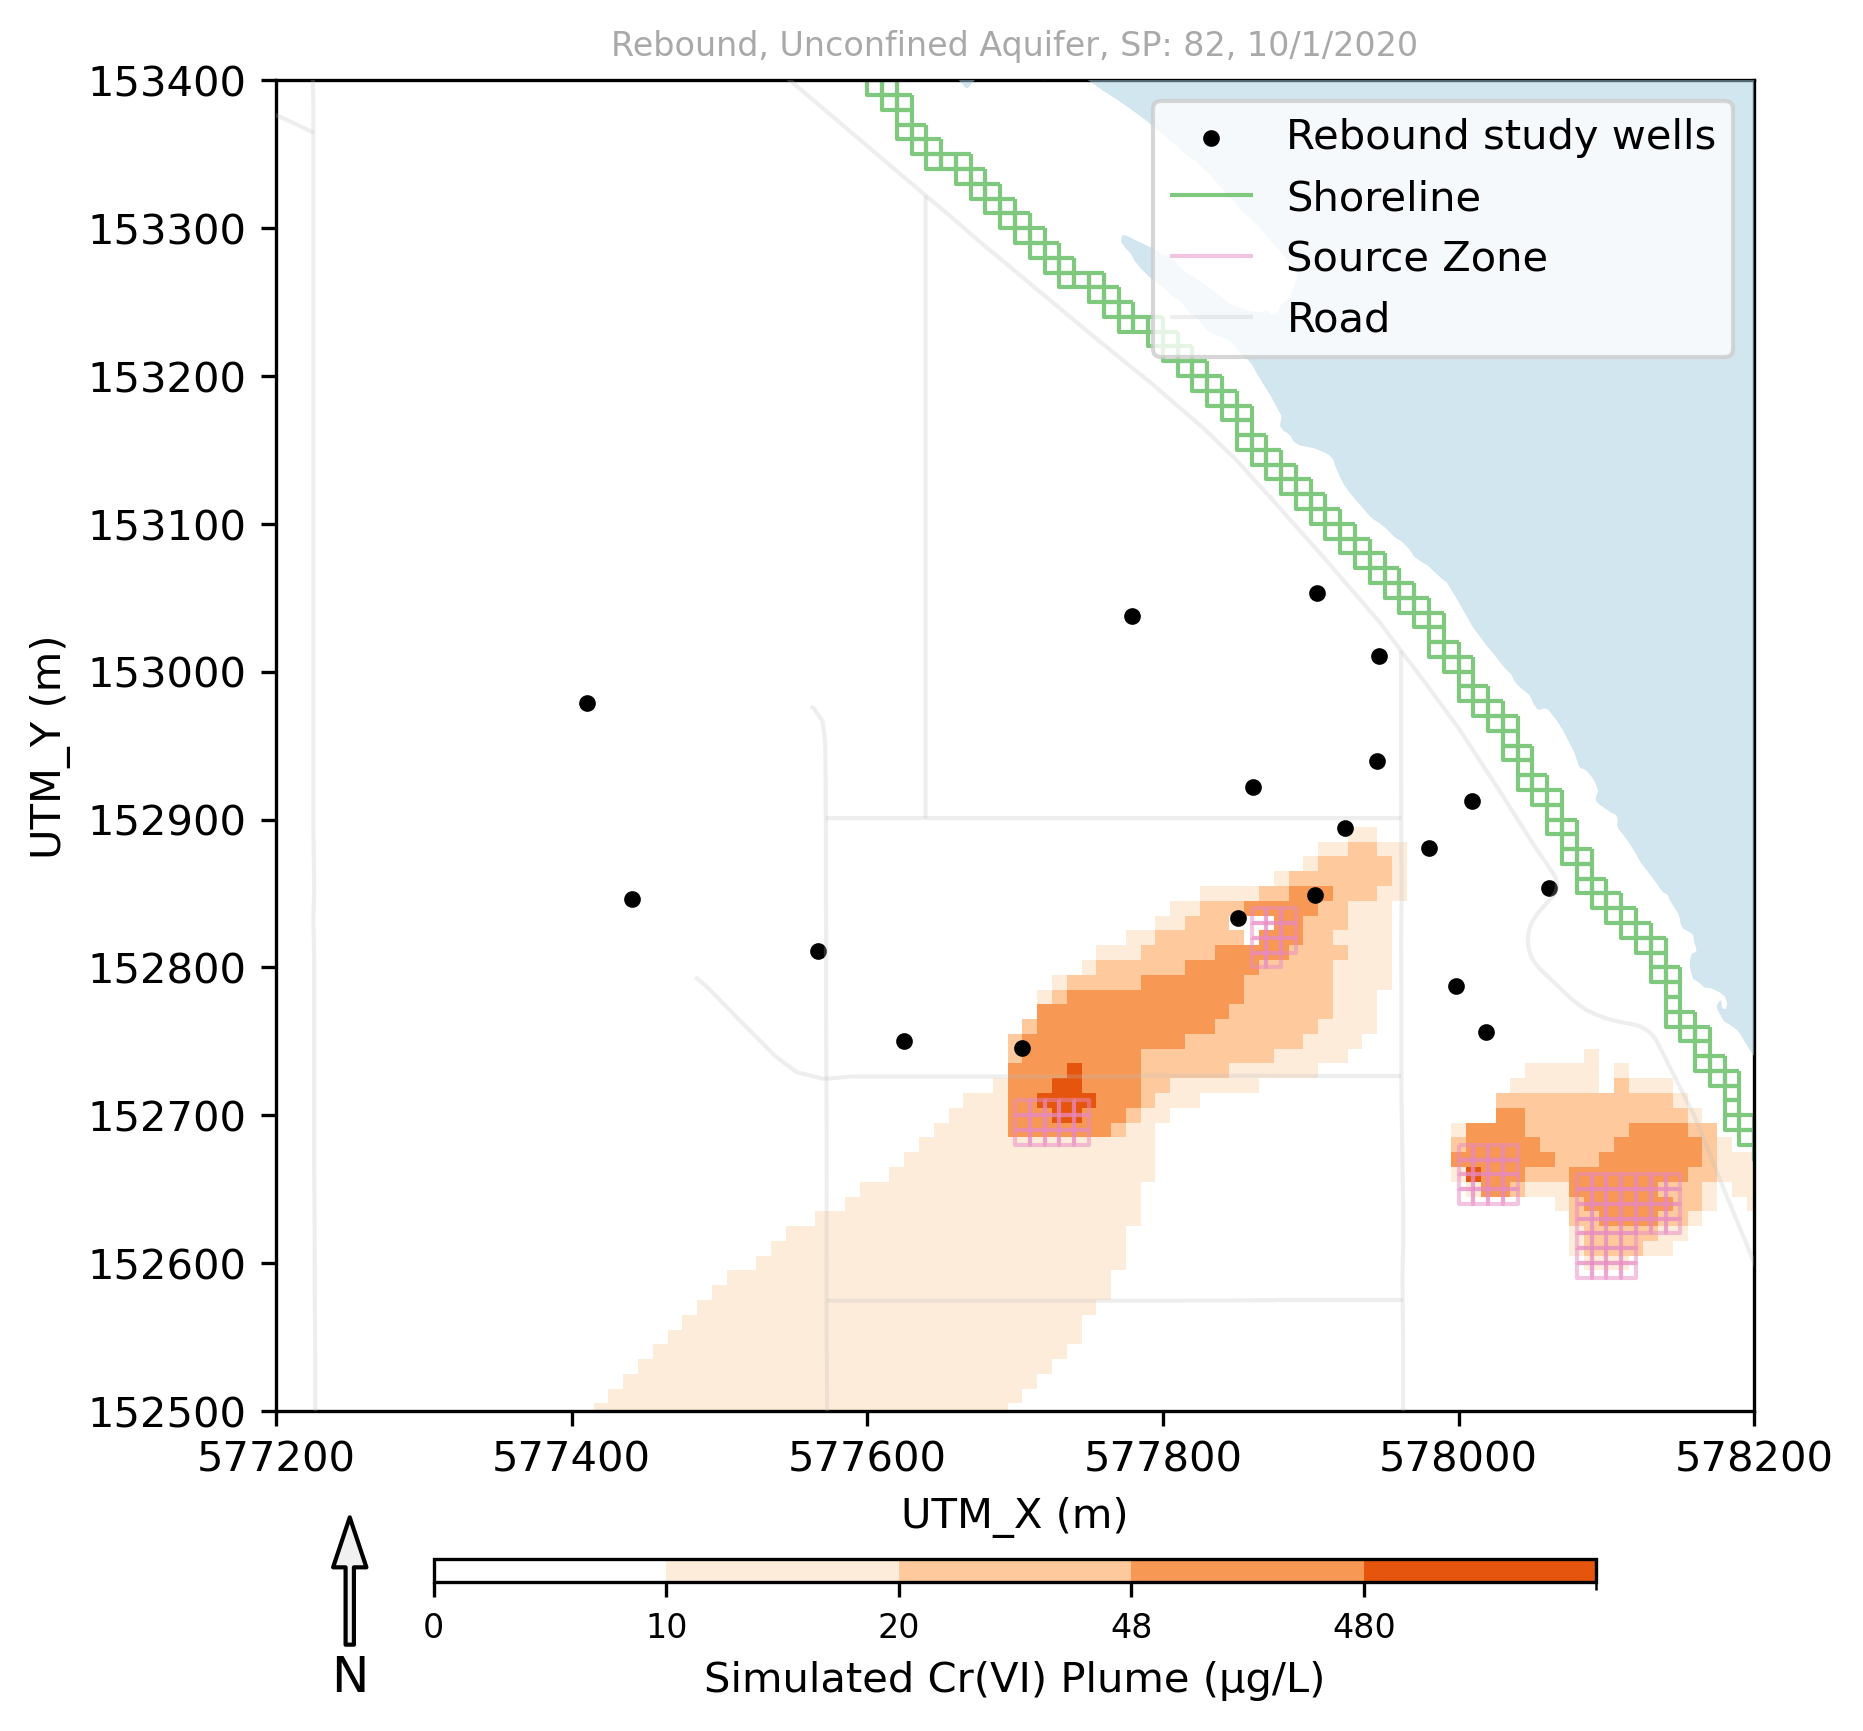 Rebound, Unconfined Aquifer, SP: 82, 10/1/2020
153400
153300
153200
153100
153000
152900
152800
152700
152600
152500
UTM_Y (m)
Rebound study wells
Shoreline
Source Zone
Road
577200 577400 577600 577800 578000 578200
UTM_X (m)
N
0 10 20 48 480
Simulated Cr(VI) Plume (μg/L)